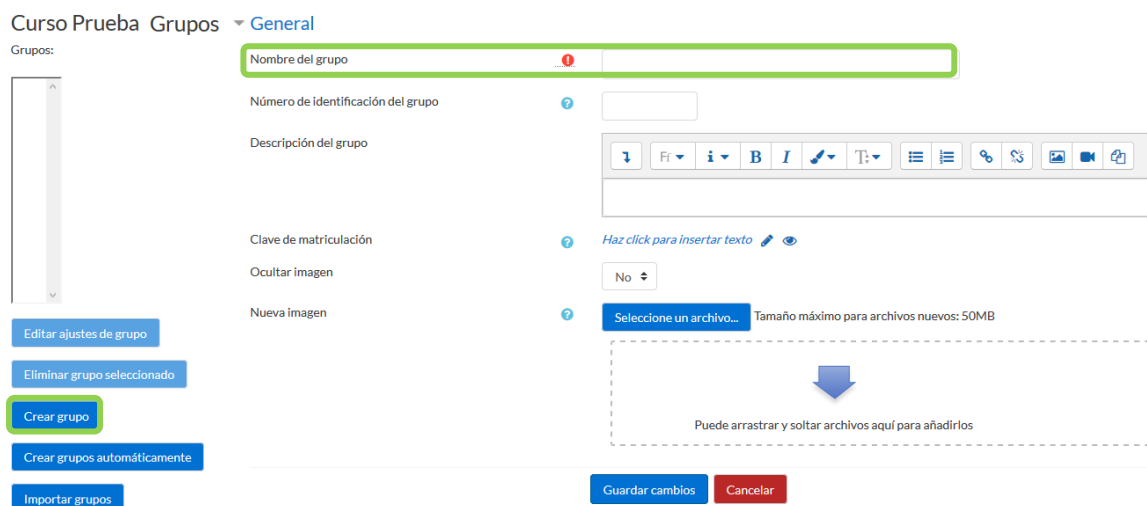 Curso Prueba Grupos
Grupos:
Editar ajustes de grupo
Eliminar grupo seleccionado
Crear grupo
Crear grupos automáticamente
Importar grupos
General
Nombre del grupo
Número de identificación del grupo
Descripción del grupo
Ff i B I T:
Clave de matriculación
Haz click para insertar texto
Ocultar imagen
No
Nueva imagen
Seleccione un archivo... Tamaño máximo para archivos nuevos: 50MB
Puede arrastrar y soltar archivos aquí para añadirlos
Guardar cambios Cancelar